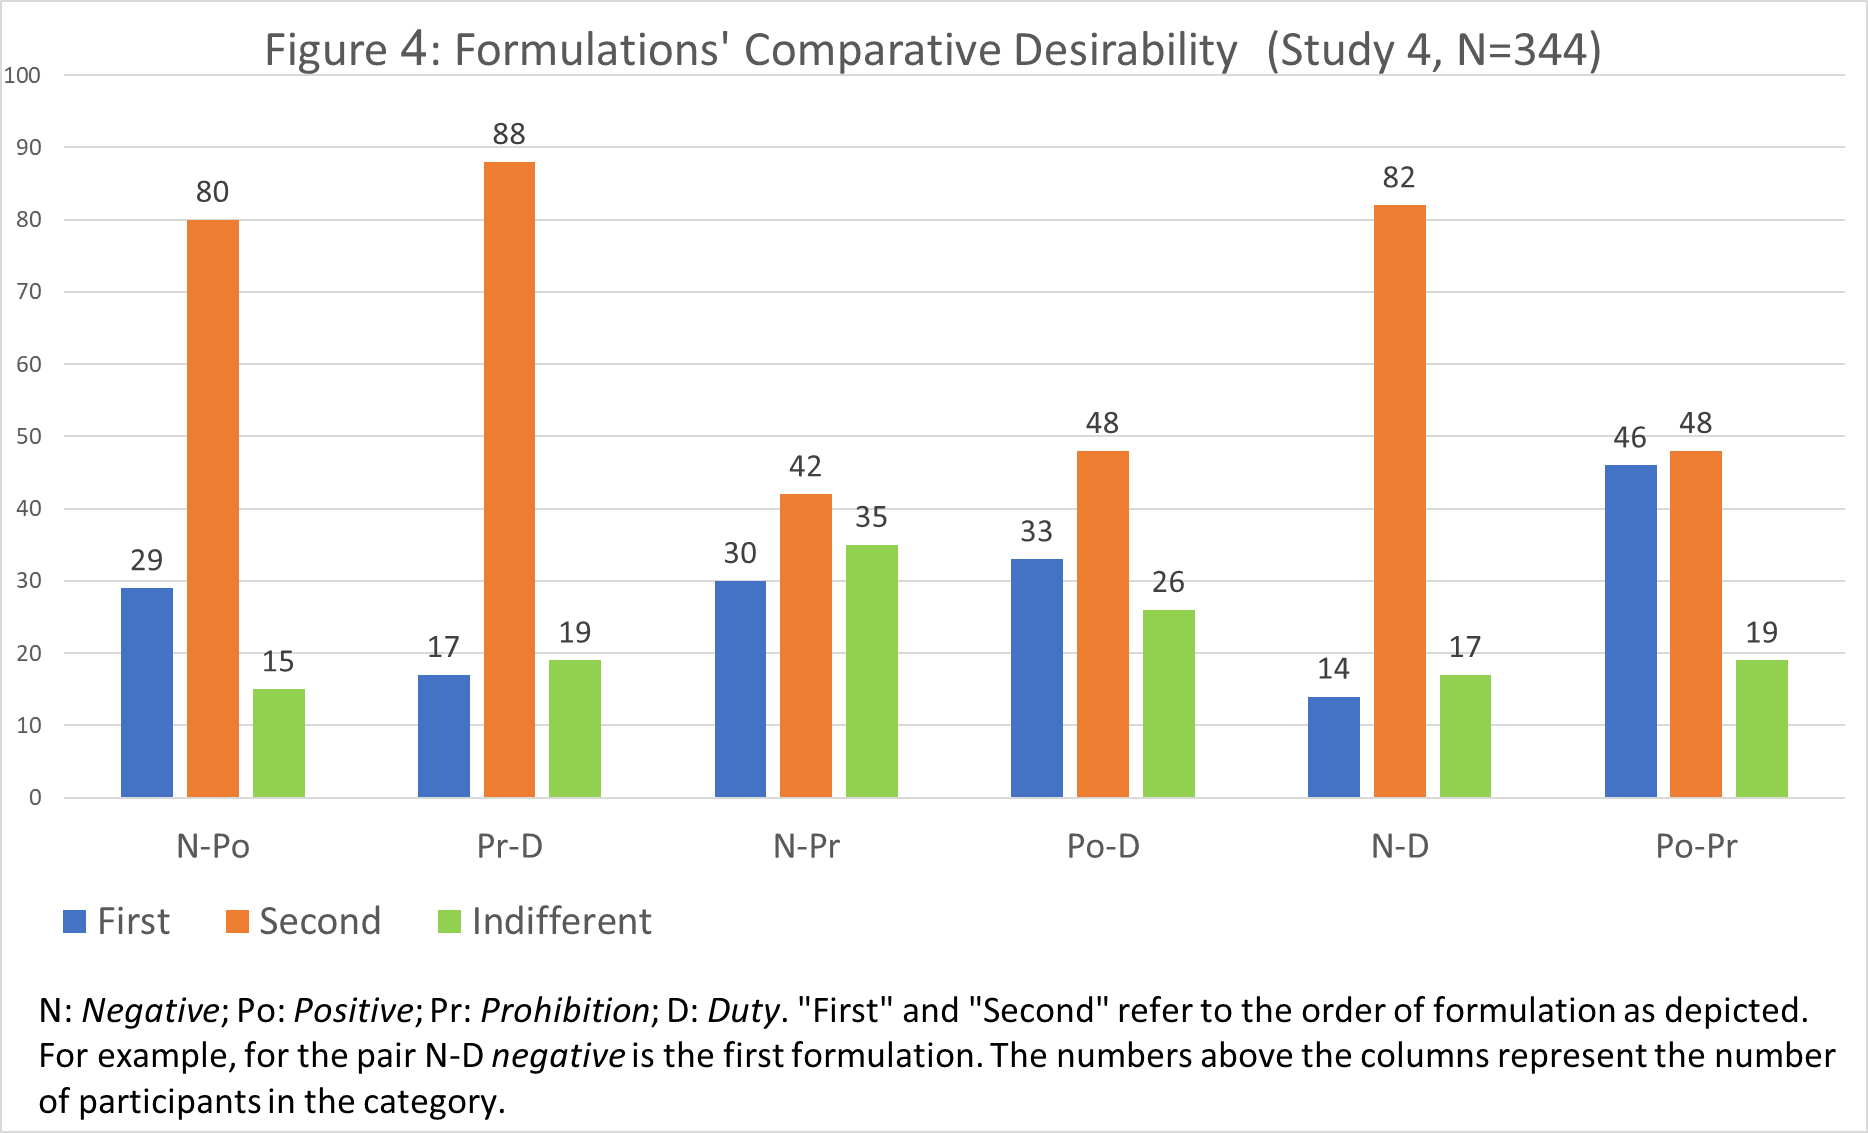 Figure 4: Formulations' Comparative Desirability (Study 4, N=344)
100
90
80
70
60
50
40
30
20
10
0
29
80
15
17
88
19
30
42
35
33
48
26
14
82
17
46
48
19
N-Po
Pr-D
N-Pr
Po-D
N-D
Po-Pr
First
Second
Indifferent
N: Negative; Po: Positive; Pr: Prohibition; D: Duty. "First" and "Second" refer to the order of formulation as depicted.
For example, for the pair N-D negative is the first formulation. The numbers above the columns represent the number
of participants in the category.